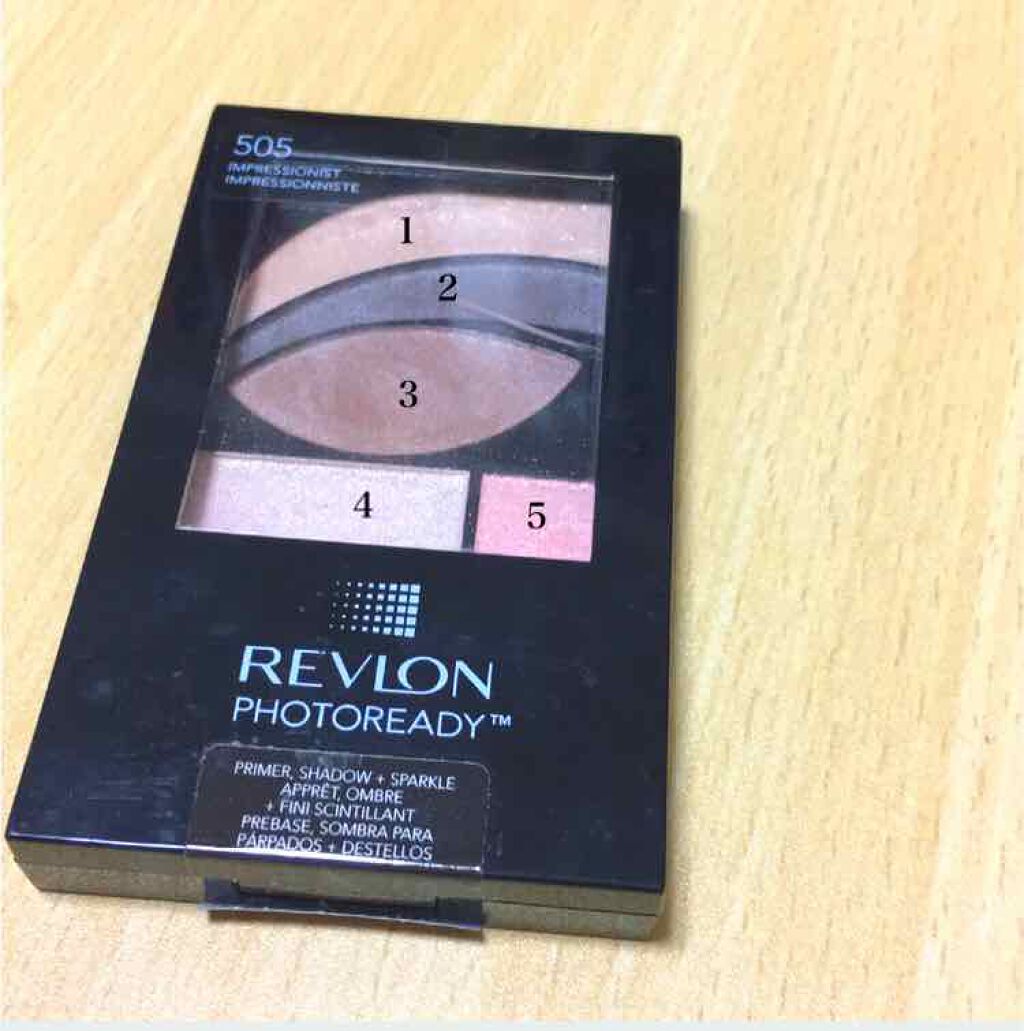 505
IMPRESSIONIST
IMPRESSIONNISTE
1
2
3
4
5
REVLON
PHOTOREADY™
PRIMER, SHADOW + SPARKLE
APPRÊT, OMBRE
+ FINI SCINTILLANT
PREBASE, SOMBRA PARA
PÁRPADOS + DESTELLOS